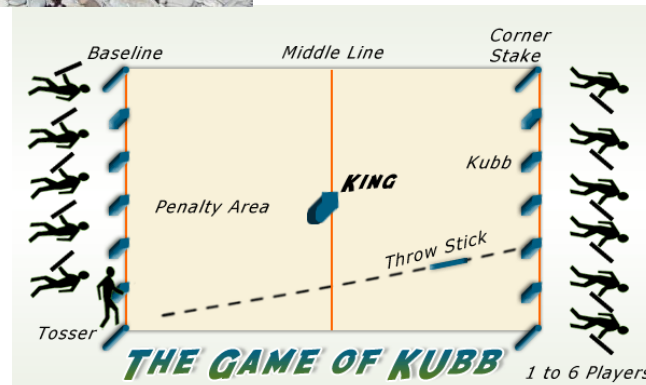 Baseline
Middle Line
Corner
Stake
Kubb
KING
Penalty Area
Throw Stick
Tosser
THE GAME OF KUBB
1 to 6 Players